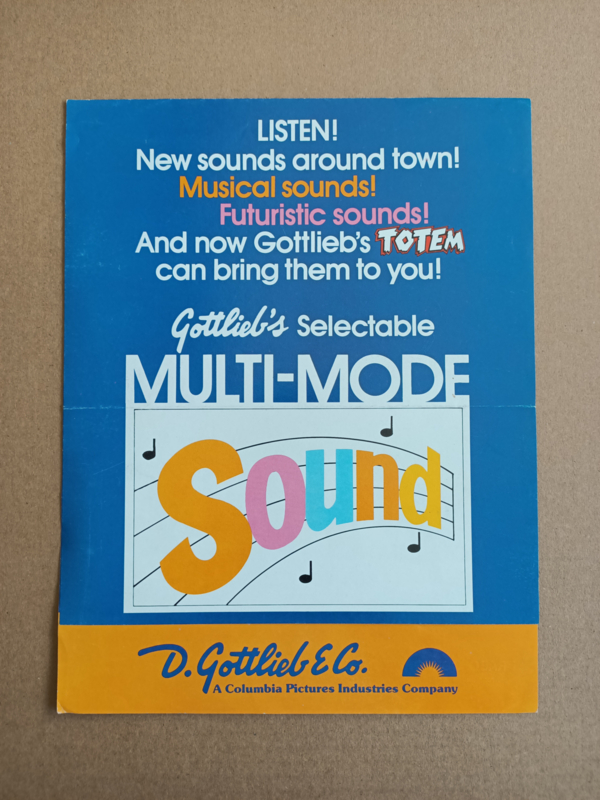 LISTEN!
New sounds around town!
Musical sounds!
Futuristic sounds!
And now Gottlieb's TOTEM
can bring them to you!
Gottlieb's Selectable
MULTI-MODE
Sound
D. Gottlieb & Co.
A Columbia Pictures Industries Company